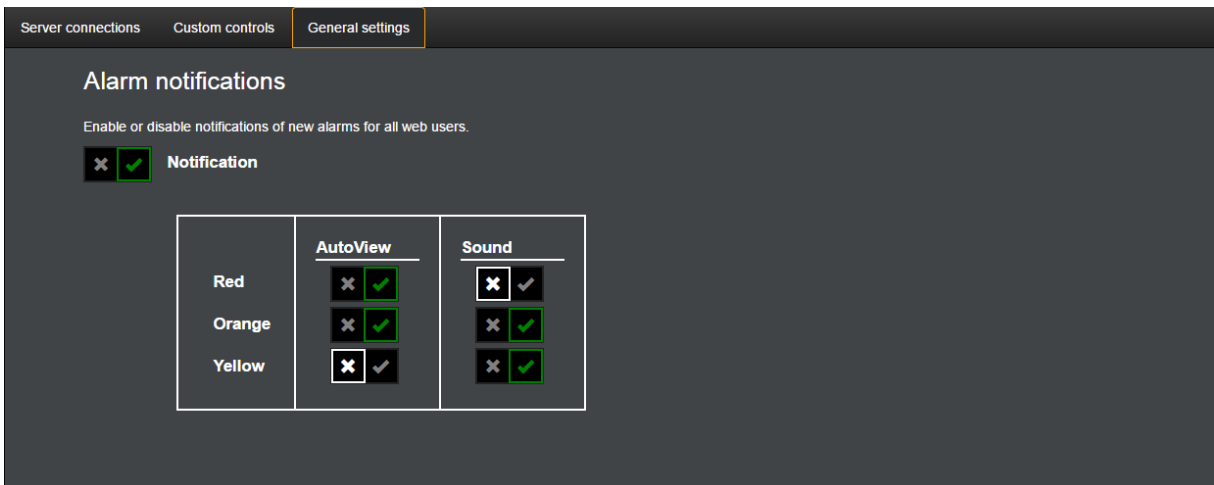 Server connections Custom controls General settings
Alarm notifications
Enable or disable notifications of new alarms for all web users.
Notification
AutoView Sound
Red
Orange
Yellow